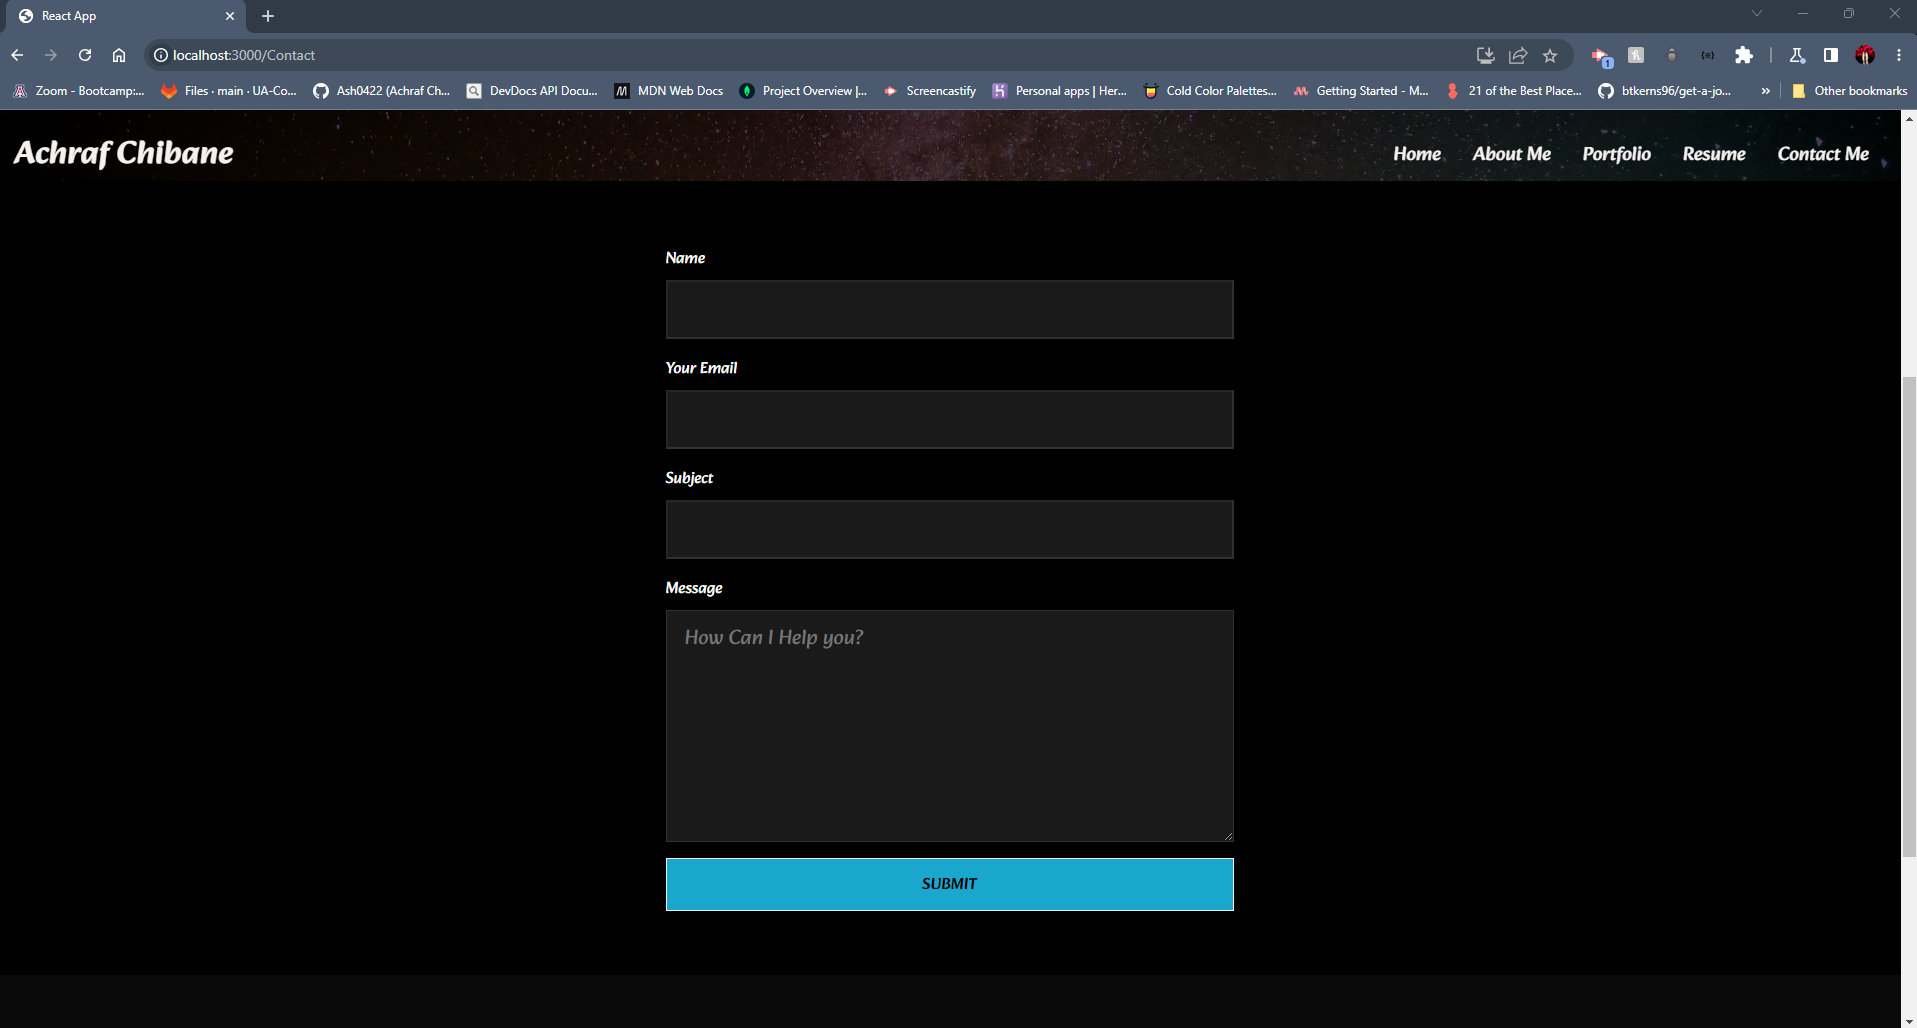 React App
localhost:3000/Contact
1
Zoom - Bootcamp:... Files · main · UA-Co... Ash0422 (Achraf Ch... DevDocs API Docu... MDN Web Docs Project Overview |... Screencastify Personal apps | Her... Cold Color Palettes... Getting Started - M... 21 of the Best Place... btkerns96/get-a-jo... » Other bookmarks
Achraf Chibane Home About Me Portfolio Resume Contact Me
Name
Your Email
Subject
Message
How Can I Help you?
SUBMIT